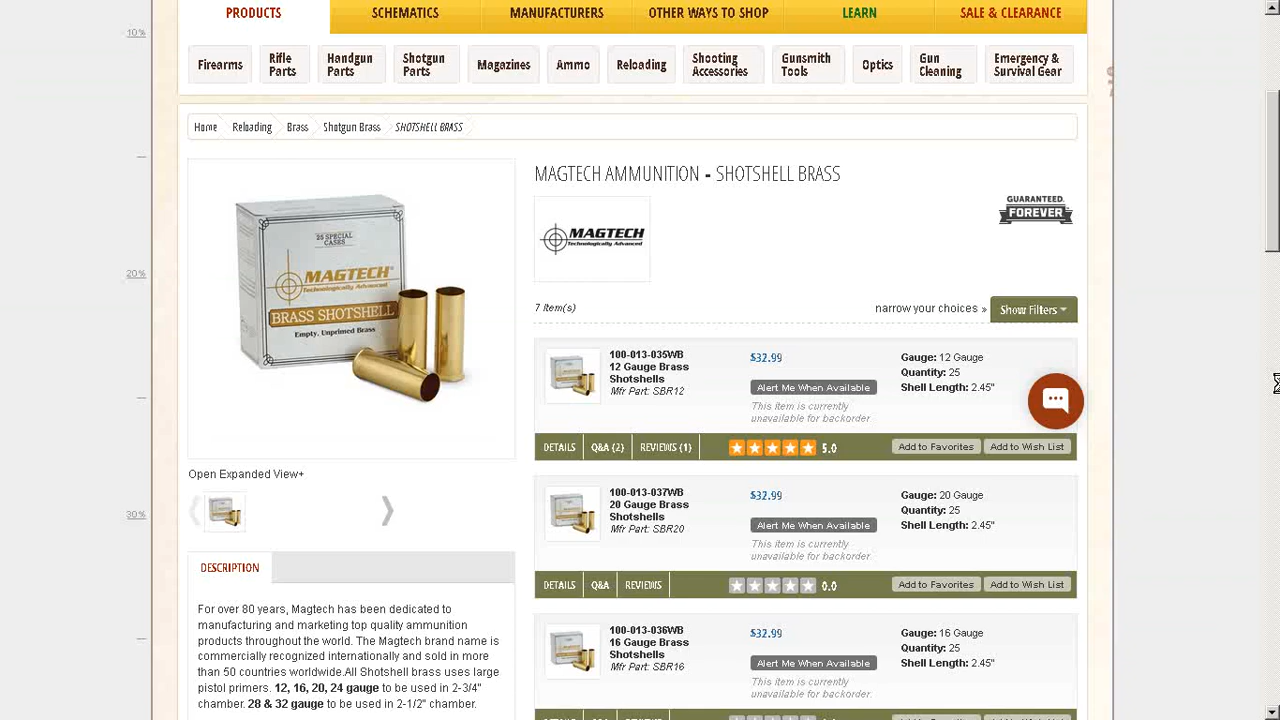 PRODUCTS SCHEMATICS MANUFACTURERS OTHER WAYS TO SHOP LEARN SALE & CLEARANCE
10%
Firearms Rifle Parts Handgun Parts Shotgun Parts Magazines Ammo Reloading Shooting Accessories Gunsmith Tools Optics Gun Cleaning Emergency & Survival Gear
Home Reloading Brass Shotgun Brass SHOTSHELL BRASS
25 SPECIAL
CASES
MAGTECH
Technologically Advanced
BRASS SHOTSHELL
Empty, Unprimed Brass
20%
Open Expanded View+
30%
DESCRIPTION
For over 80 years, Magtech has been dedicated to
manufacturing and marketing top quality ammunition
products throughout the world. The Magtech brand name is
commercially recognized internationally and sold in more
than 50 countries worldwide.All Shotshell brass uses large
pistol primers. 12, 16, 20, 24 gauge to be used in 2-3/4"
chamber. 28 & 32 gauge to be used in 2-1/2" chamber.
MAGTECH AMMUNITION - SHOTSHELL BRASS
MAGTECH
Technologically Advanced
GUARANTEED.
FOREVER
7 Item(s)
narrow your choices » Show Filters
100-013-035WB
12 Gauge Brass
Shotshells
Mfr Part: SBR12
$32.99
Alert Me When Available
This item is currently
unavailable for backorder.
Gauge: 12 Gauge
Quantity: 25
Shell Length: 2.45"
DETAILS Q&A (2) REVIEWS (1) 5.0 Add to Favorites Add to Wish List
100-013-037WB
20 Gauge Brass
Shotshells
Mfr Part: SBR20
$32.99
Alert Me When Available
This item is currently
unavailable for backorder.
Gauge: 20 Gauge
Quantity: 25
Shell Length: 2.45"
DETAILS Q&A REVIEWS 0.0 Add to Favorites Add to Wish List
100-013-036WB
16 Gauge Brass
Shotshells
Mfr Part: SBR16
$32.99
Alert Me When Available
This item is currently
unavailable for backorder.
Gauge: 16 Gauge
Quantity: 25
Shell Length: 2.45"